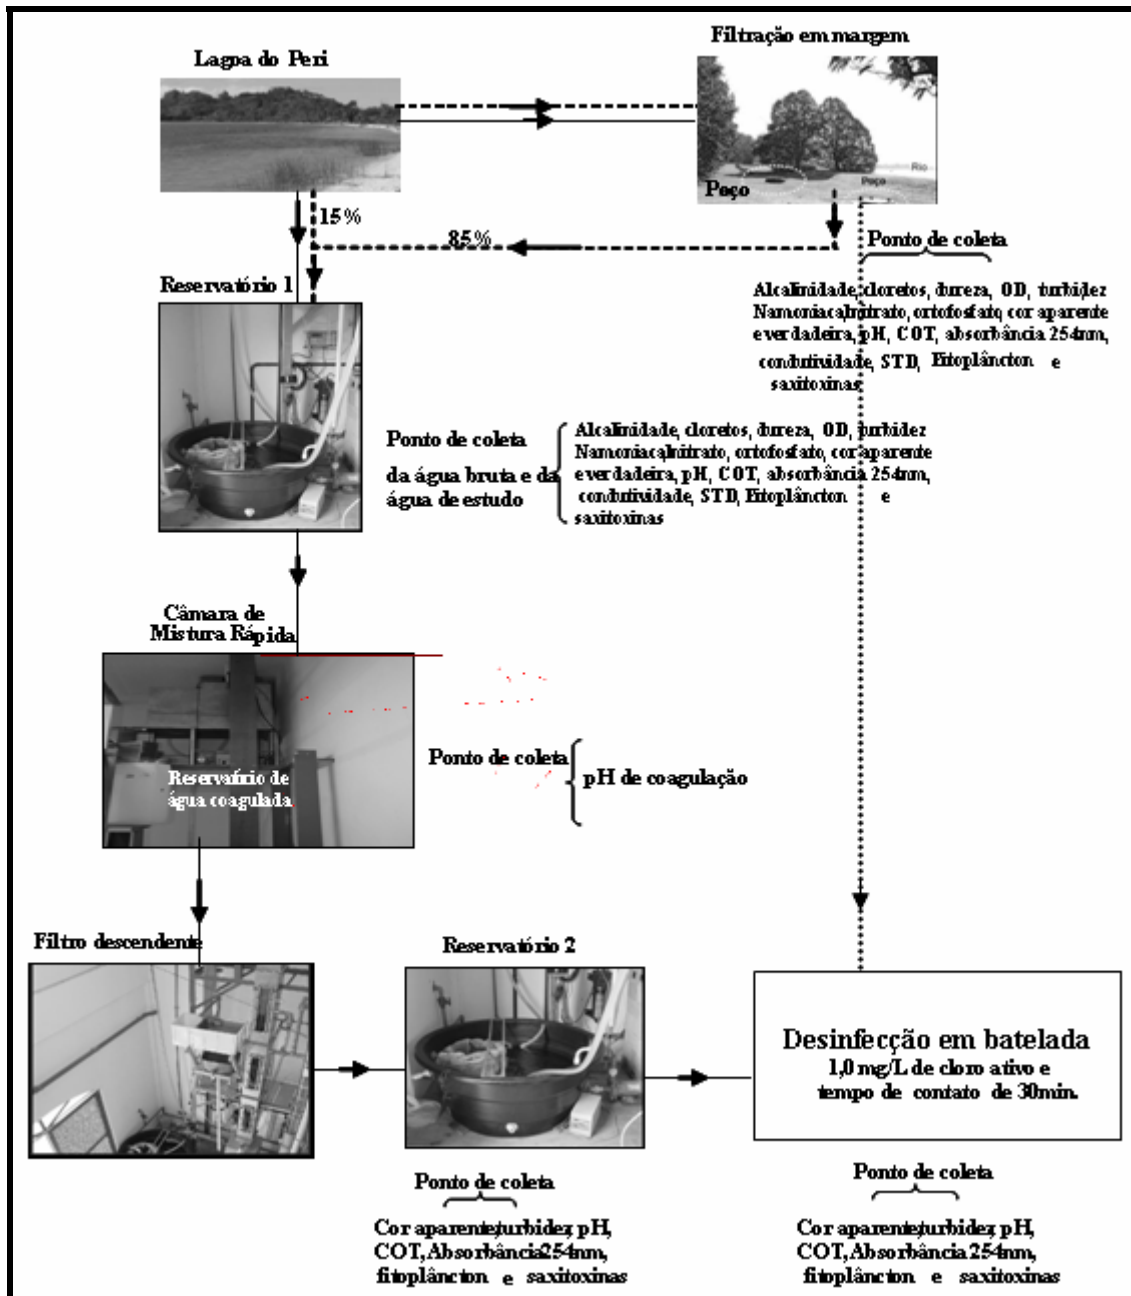 Filtração em margem
Lagoa do Peri
Rio
Poço
Poço
15%
85%
Ponto de coleta
Reservatório 1
Alcalinidade, cloretos, dureza, OD, turbidez
Namoniacal,nitrato, ortofosfato, cor aparente
e verdadeira, pH, COT, absorbância 254nm,
condutividade, STD, Fitoplâncton e
saxitoxinas
Ponto de coleta
da água bruta e da
água de estudo
Alcalinidade, cloretos, dureza, OD, turbidez
Namoniacal,nitrato, ortofosfato, cor aparente
e verdadeira, pH, COT, absorbância 254nm,
condutividade, STD, Fitoplâncton e
saxitoxinas
Câmara de
Mistura Rápida
Ponto de coleta
pH de coagulação
Reservatório de
água coagulada
Filtro descendente
Reservatório 2
Desinfecção em batelada
1,0 mg/L de cloro ativo e
tempo de contato de 30min.
Ponto de coleta
Cor aparente,turbidez, pH,
COT, Absorbância254nm,
fitoplâncton e saxitoxinas
Ponto de coleta
Cor aparente,turbidez, pH,
COT, Absorbância 254nm,
fitoplâncton e saxitoxinas